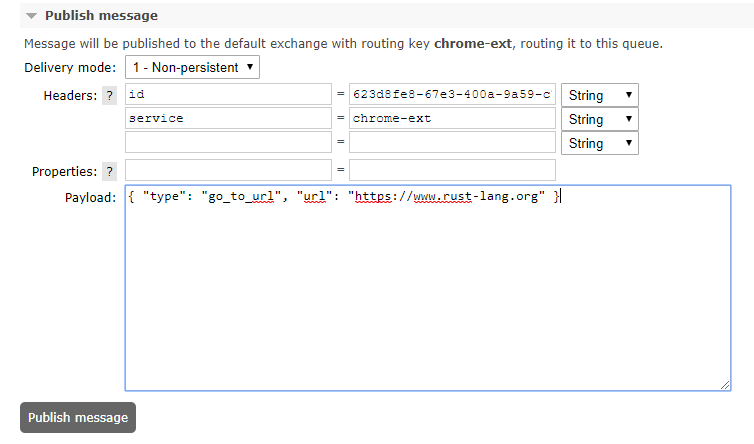 Publish message
Message will be published to the default exchange with routing key chrome-ext, routing it to this queue.
Delivery mode: 1 - Non-persistent
Headers: ? id = 623d8fe8-67e3-400a-9a59-c String
service = chrome-ext String
= String
Properties: ? =
Payload: { "type": "go_to_url", "url": "https://www.rust-lang.org" }
Publish message